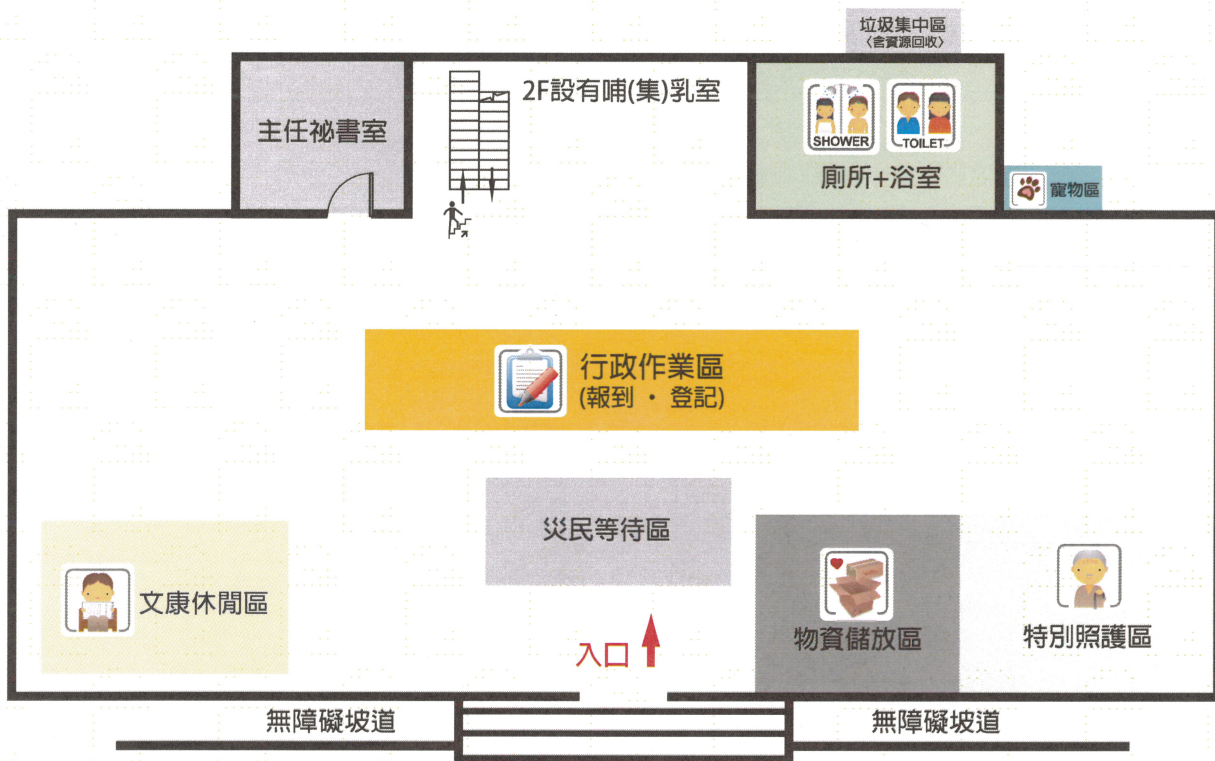 垃圾集中區
〈含資源回收〉
主任祕書室
2F設有哺(集)乳室
SHOWER
TOILET
廁所+浴室
寵物區
行政作業區
(報到・登記)
災民等待區
文康休閒區
物資儲放區
特別照護區
入口
無障礙坡道
無障礙坡道